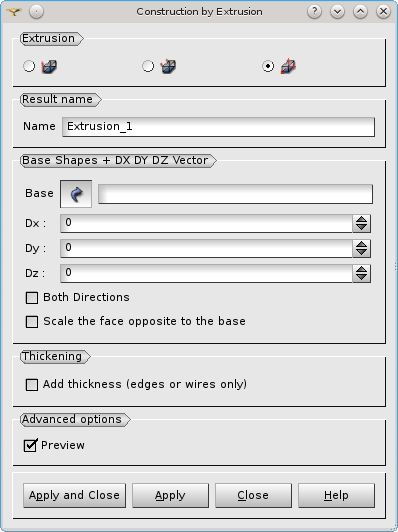 Construction by Extrusion
Extrusion
Result name
Name Extrusion_1
Base Shapes + DX DY DZ Vector
Base
Dx : 0
Dy : 0
Dz : 0
Both Directions
Scale the face opposite to the base
Thickening
Add thickness (edges or wires only)
Advanced options
Preview
Apply and Close Apply Close Help